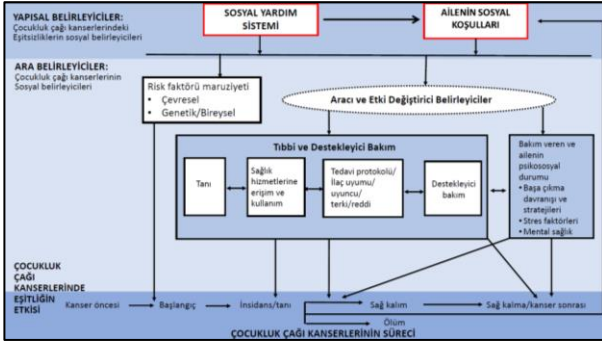 YAPISAL BELİRLEYİCİLER:
Çocukluk çağı kanserlerindeki
Eşitsizliklerin sosyal belirleyicileri
SOSYAL YARDIM
SİSTEMİ
AİLENİN SOSYAL
KOŞULLARI
ARA BELİRLEYİCİLER:
Çocukluk çağı kanserlerinin
Sosyal belirleyicileri
Risk faktörü maruziyeti
• Çevresel
• Genetik/Bireysel
Aracı ve Etki Değiştirici Belirleyiciler
Tıbbi ve Destekleyici Bakım
Tanı
Sağlık
hizmetlerine
erişim ve
kullanım
Tedavi protokolü/
İlaç uyumu/
uyuncu/
terki/reddi
Destekleyici
bakım
Bakım veren ve
ailenin
psikososyal
durumu
• Başa çıkma
davranışı ve
stratejileri
• Stres faktörleri
• Mental sağlık
ÇOCUKLUK
ÇAĞI
KANSERLERİNDE
EŞİTLİĞİN
ETKİSİ
Kanser öncesi
Başlangıç
İnsidans/tanı
Sağ kalım
Sağ kalma/kanser sonrası
Ölüm
ÇOCUKLUK ÇAĞI KANSERLERİNİN SÜRECİ